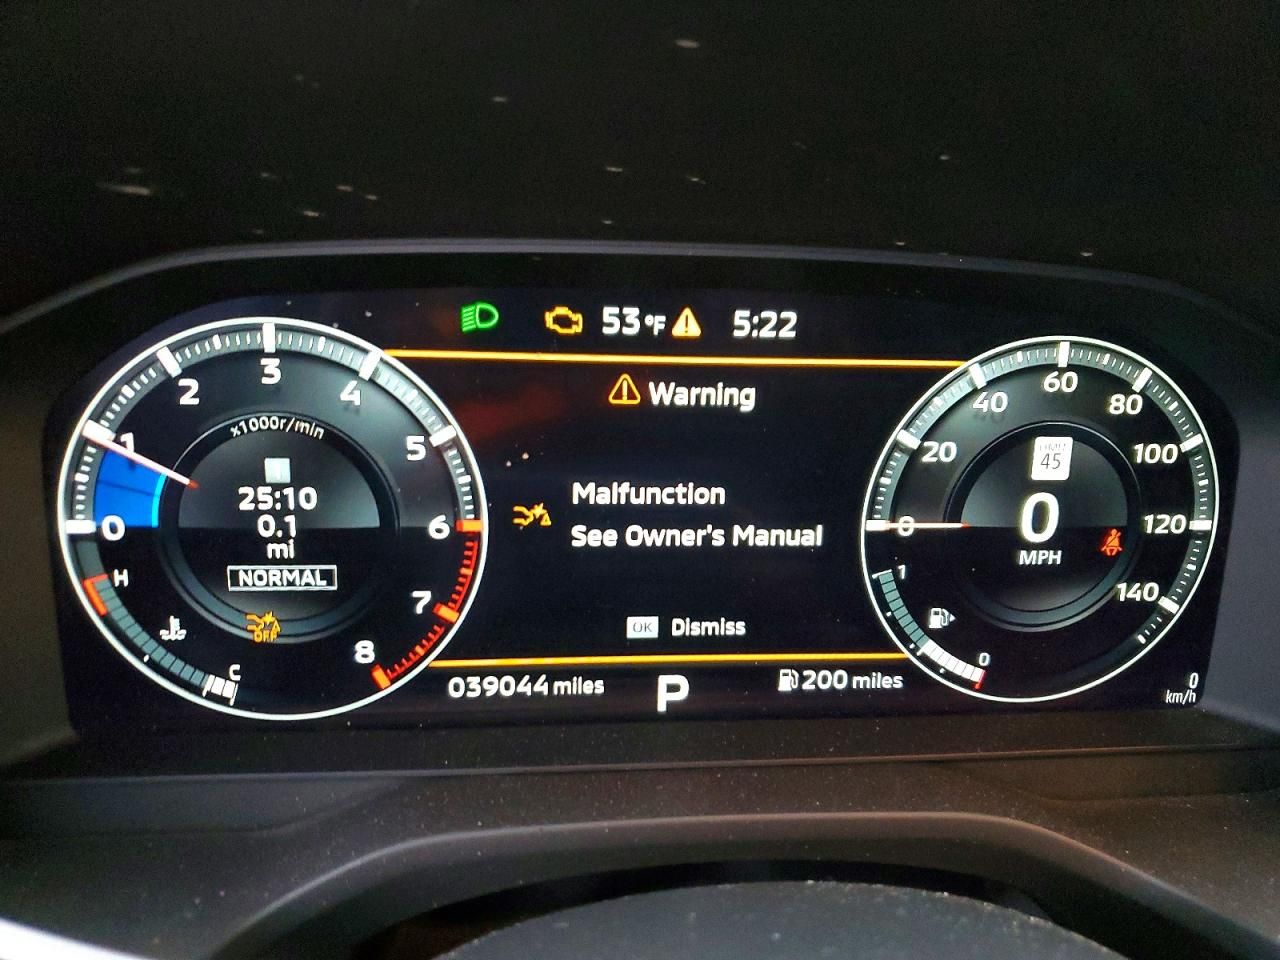 53 °F
5:22
Warning
Malfunction
See Owner's Manual
OK Dismiss
039044 miles
P
200 miles
0
1
2
3
4
5
6
7
8
x1000r/min
25:10
0.1
mi
NORMAL
OFF
H
C
0
20
40
60
80
100
120
140
45
0
MPH
1
0
0
km/h